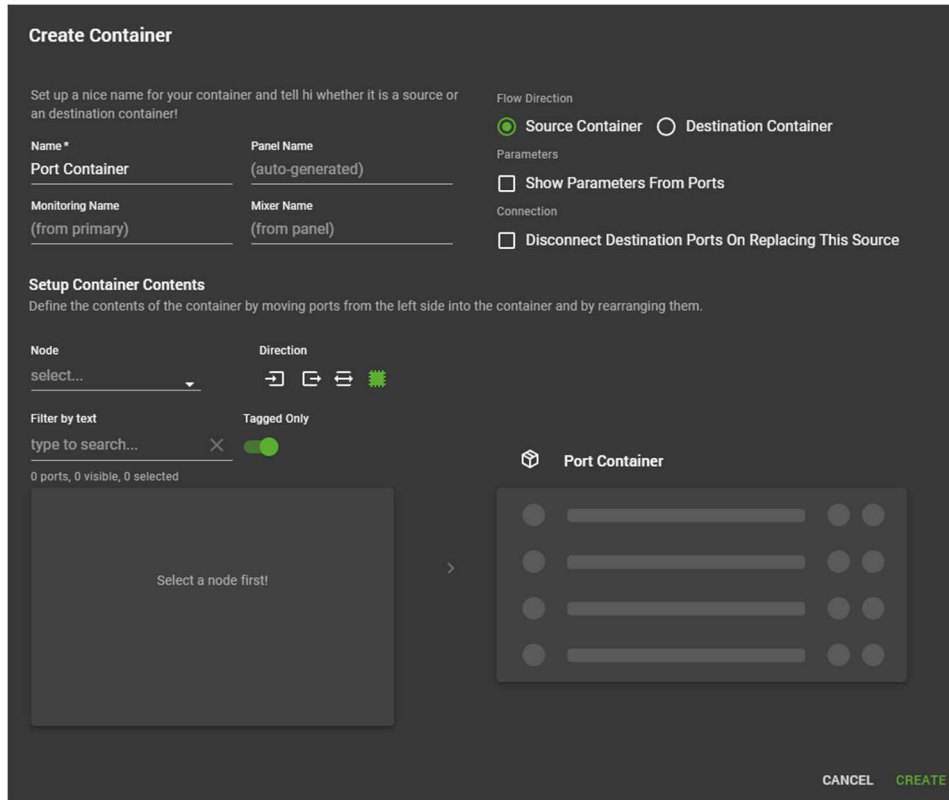 Create Container
Set up a nice name for your container and tell hi whether it is a source or
an destination container!
Name *
Panel Name
Port Container
(auto-generated)
Monitoring Name
Mixer Name
(from primary)
(from panel)
Flow Direction
Source Container
Destination Container
Parameters
Show Parameters From Ports
Connection
Disconnect Destination Ports On Replacing This Source
Setup Container Contents
Define the contents of the container by moving ports from the left side into the container and by rearranging them.
Node
Direction
select...
Filter by text
Tagged Only
type to search...
0 ports, 0 visible, 0 selected
Select a node first!
Port Container
CANCEL
CREATE